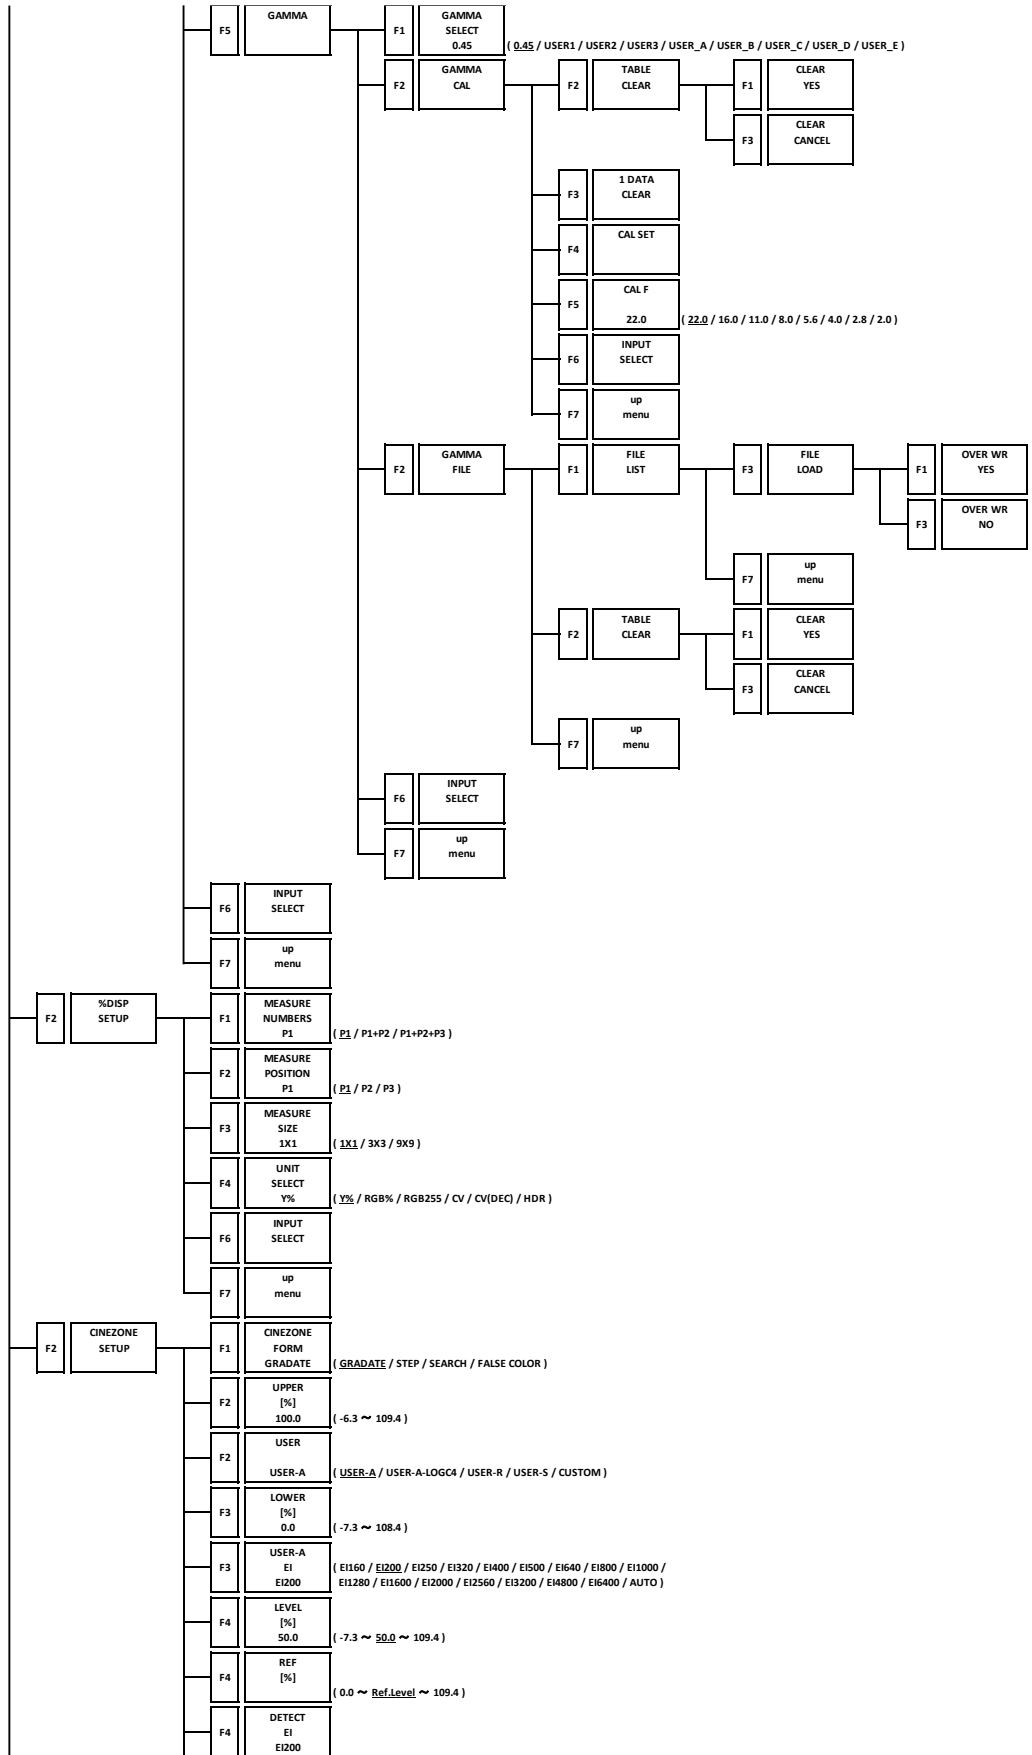 F5
GAMMA
F1
GAMMA
SELECT
0.45
( 0.45 / USER1 / USER2 / USER3 / USER_A / USER_B / USER_C / USER_D / USER_E )
F2
GAMMA
CAL
F2
TABLE
CLEAR
F1
CLEAR
YES
F3
CLEAR
CANCEL
F3
1 DATA
CLEAR
F4
CAL SET
F5
CAL F
22.0
( 22.0 / 16.0 / 11.0 / 8.0 / 5.6 / 4.0 / 2.8 / 2.0 )
F6
INPUT
SELECT
F7
up
menu
F2
GAMMA
FILE
F1
FILE
LIST
F3
FILE
LOAD
F1
OVER WR
YES
F3
OVER WR
NO
F7
up
menu
F2
TABLE
CLEAR
F1
CLEAR
YES
F3
CLEAR
CANCEL
F7
up
menu
F6
INPUT
SELECT
F7
up
menu
F6
INPUT
SELECT
F7
up
menu
F2
%DISP
SETUP
F1
MEASURE
NUMBERS
P1
( P1 / P1+P2 / P1+P2+P3 )
F2
MEASURE
POSITION
P1
( P1 / P2 / P3 )
F3
MEASURE
SIZE
1X1
( 1X1 / 3X3 / 9X9 )
F4
UNIT
SELECT
Y%
( Y% / RGB% / RGB255 / CV / CV(DEC) / HDR )
F6
INPUT
SELECT
F7
up
menu
F2
CINEZONE
SETUP
F1
CINEZONE
FORM
GRADATE
( GRADATE / STEP / SEARCH / FALSE COLOR )
F2
UPPER
[%]
100.0
( -6.3 ～ 109.4 )
F2
USER
USER-A
( USER-A / USER-A-LOGC4 / USER-R / USER-S / CUSTOM )
F3
LOWER
[%]
0.0
( -7.3 ～ 108.4 )
F3
USER-A
EI
EI200
( EI160 / EI200 / EI250 / EI320 / EI400 / EI500 / EI640 / EI800 / EI1000 /
EI1280 / EI1600 / EI2000 / EI2560 / EI3200 / EI4800 / EI6400 / AUTO )
F4
LEVEL
[%]
50.0
( -7.3 ～ 50.0 ～ 109.4 )
F4
REF
[%]
( 0.0 ～ Ref.Level ～ 109.4 )
F4
DETECT
EI
EI200